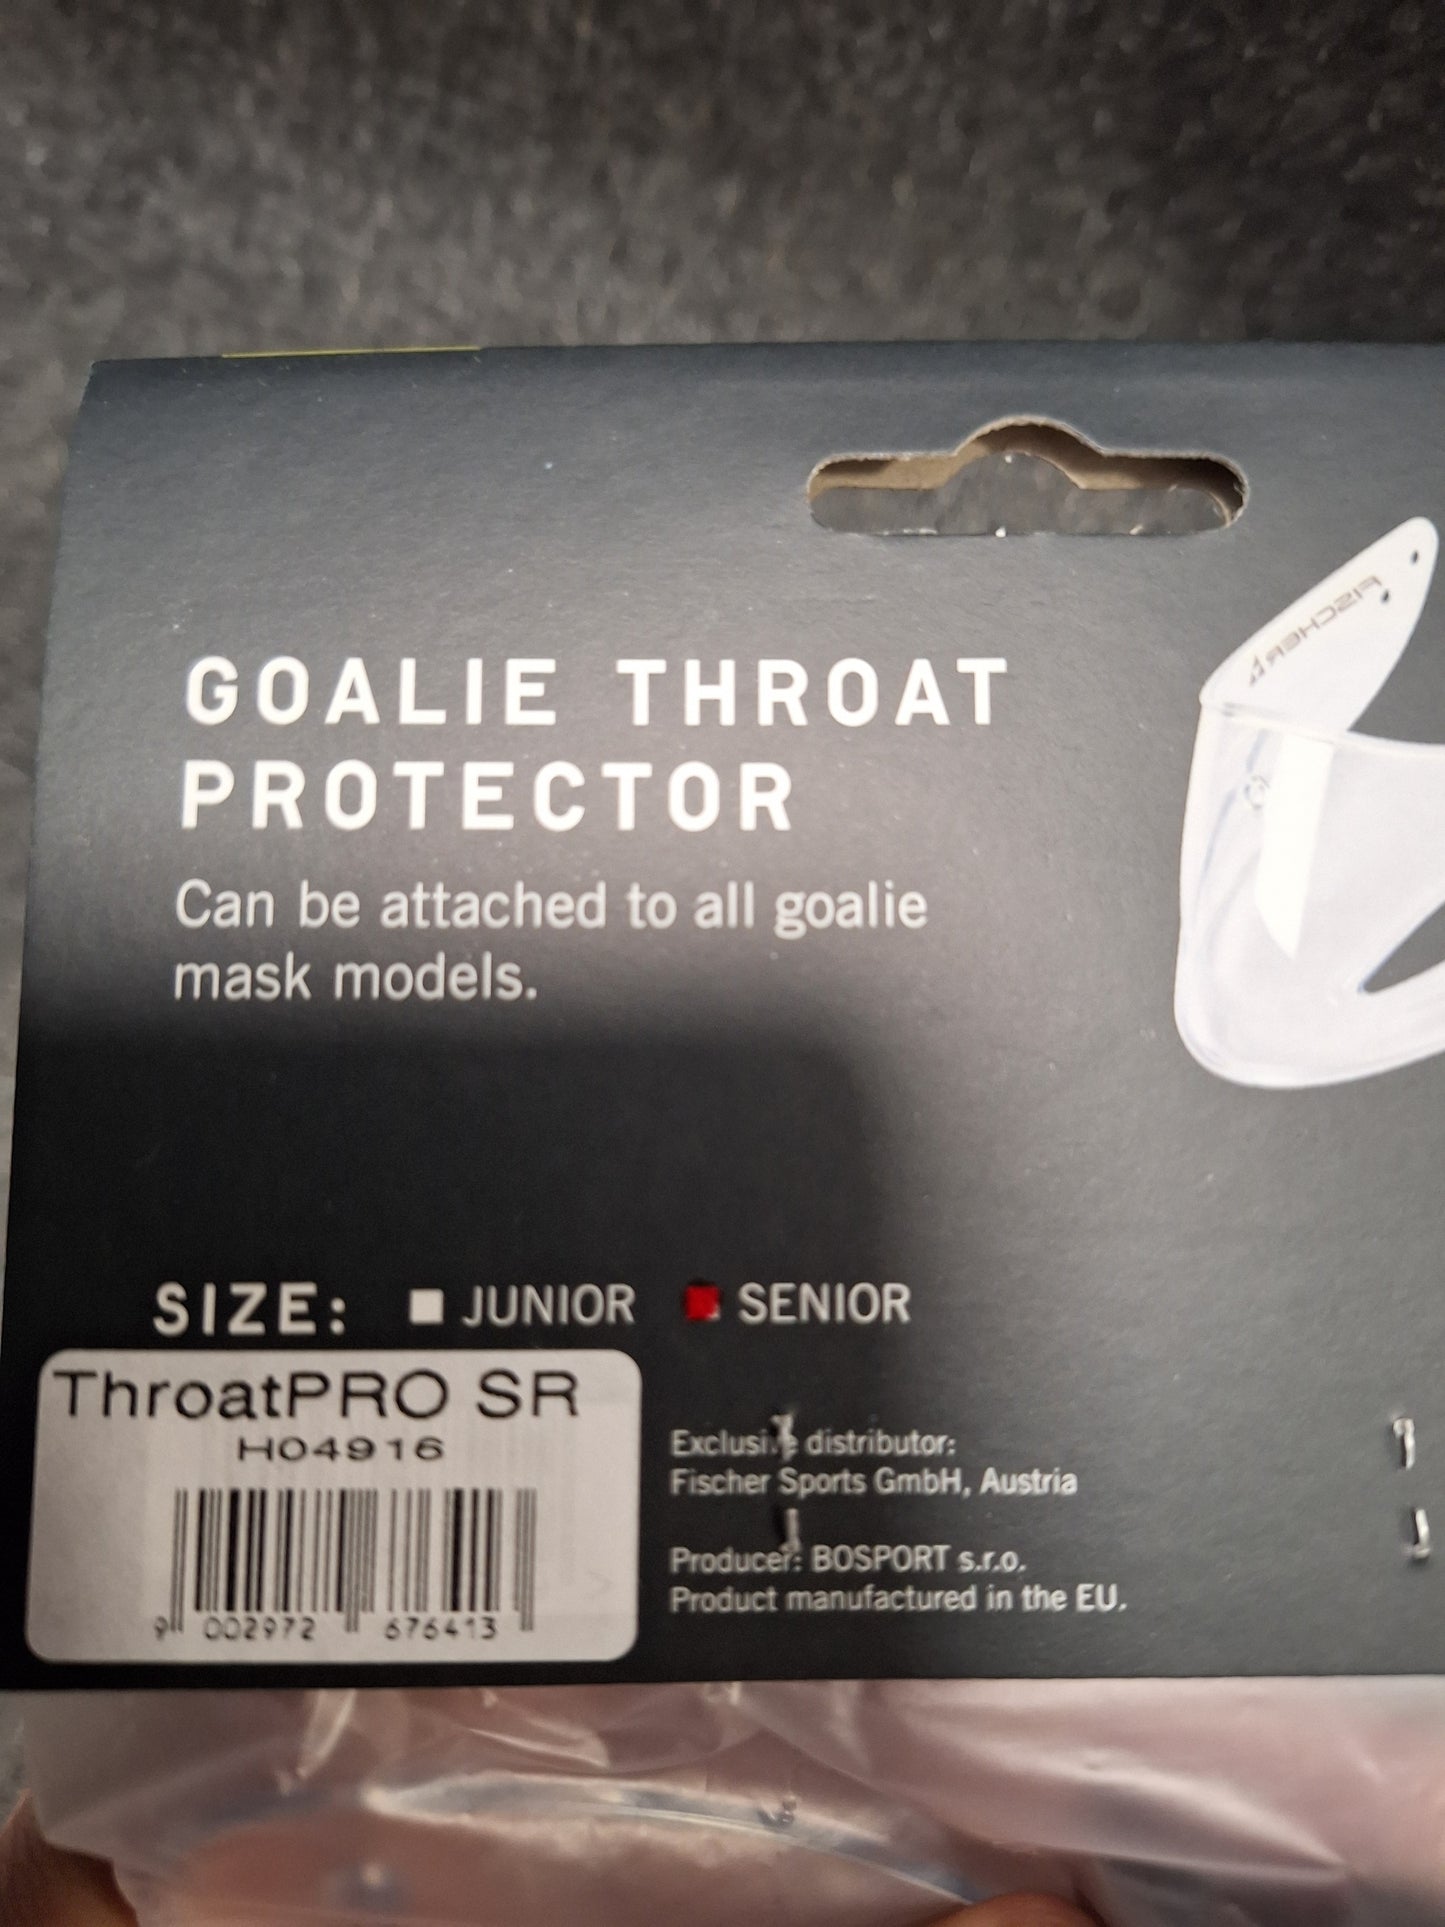 FISCHER
GOALIE THROAT
PROTECTOR
Can be attached to all goalie
mask models.
SIZE: JUNIOR SENIOR
ThroatPRO SR
H04916
9 002972 676413
Exclusive distributor:
Fischer Sports GmbH, Austria
Producer: BOSPORT s.r.o.
Product manufactured in the EU.